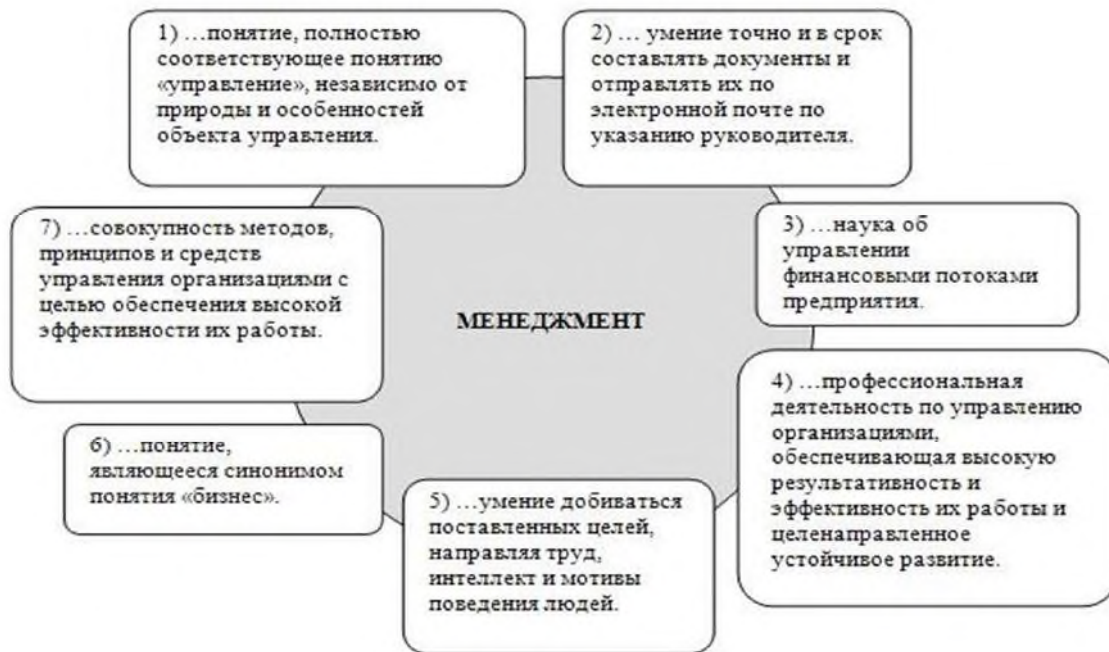 1) …понятие, полностью
соответствующее понятию
«управление», независимо от
природы и особенностей
объекта управления.
2) … умение точно и в срок
составлять документы и
отправлять их по
электронной почте по
указанию руководителя.
3) …наука об
управлении
финансовыми потоками
предприятия.
4) …профессиональная
деятельность по управлению
организациями,
обеспечивающая высокую
результативность и
эффективность их работы и
целенаправленное
устойчивое развитие.
5) …умение добиваться
поставленных целей,
направляя труд,
интеллект и мотивы
поведения людей.
6) …понятие,
являющееся синонимом
понятия «бизнес».
7) …совокупность методов,
принципов и средств
управления организациями с
целью обеспечения высокой
эффективности их работы.
МЕНЕДЖМЕНТ